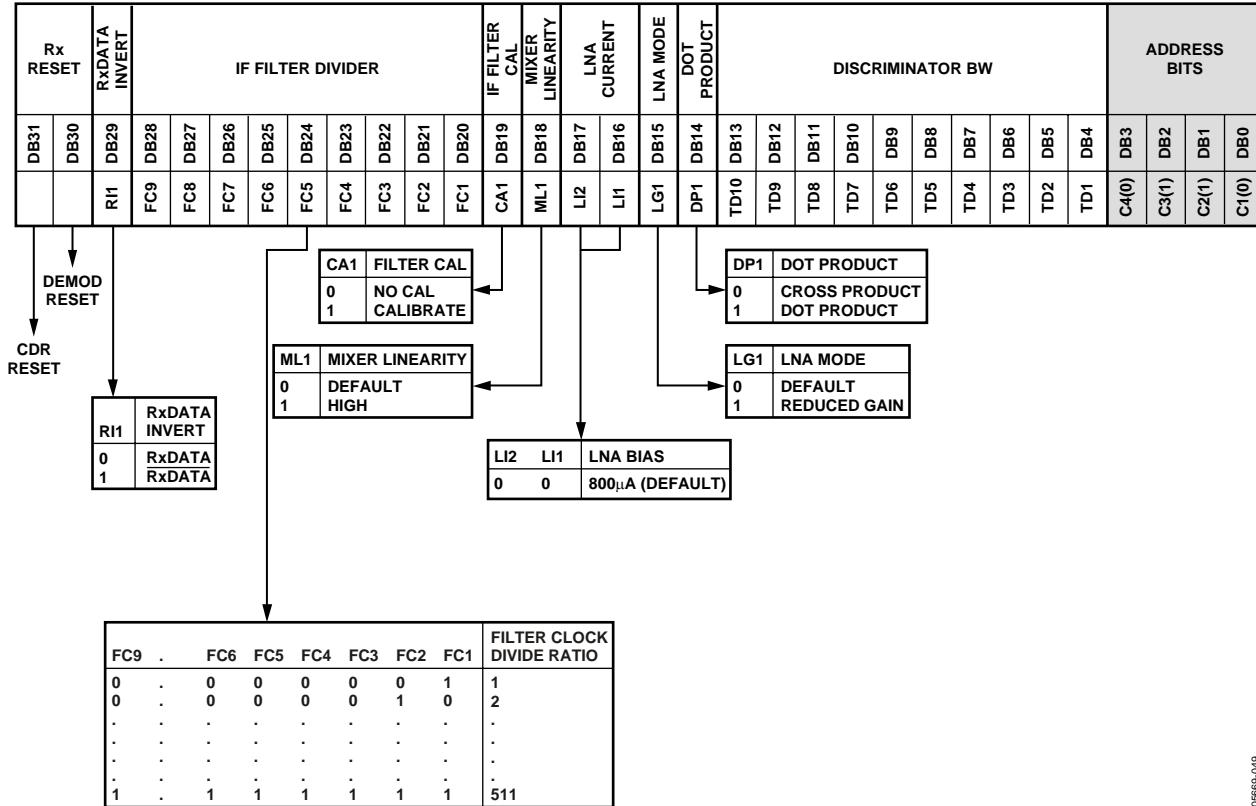 Rx RESET
RxDATA INVERT
IF FILTER DIVIDER
IF FILTER CAL
MIXER LINEARITY
LNA CURRENT
LNA MODE
DOT PRODUCT
DISCRIMINATOR BW
ADDRESS BITS
DB31 DB30 DB29 DB28 DB27 DB26 DB25 DB24 DB23 DB22 DB21 DB20 DB19 DB18 DB17 DB16 DB15 DB14 DB13 DB12 DB11 DB10 DB9 DB8 DB7 DB6 DB5 DB4 DB3 DB2 DB1 DB0
RI1 FC9 FC8 FC7 FC6 FC5 FC4 FC3 FC2 FC1 CA1 ML1 LI2 LI1 LG1 DP1 TD10 TD9 TD8 TD7 TD6 TD5 TD4 TD3 TD2 TD1 C4(0) C3(1) C2(1) C1(0)
DEMOD
RESET
CDR
RESET
CA1 FILTER CAL
0 NO CAL
1 CALIBRATE
DP1 DOT PRODUCT
0 CROSS PRODUCT
1 DOT PRODUCT
ML1 MIXER LINEARITY
0 DEFAULT
1 HIGH
LG1 LNA MODE
0 DEFAULT
1 REDUCED GAIN
RI1 RxDATA INVERT
0 RxDATA
1 RxDATA
LI2 LI1 LNA BIAS
0 0 800μA (DEFAULT)
FC9 . FC6 FC5 FC4 FC3 FC2 FC1 FILTER CLOCK DIVIDE RATIO
0 . 0 0 0 0 0 1 1
0 . 0 0 0 0 1 0 2
. . . . . . . . .
. . . . . . . . .
. . . . . . . . .
. . . . . . . . .
1 . 1 1 1 1 1 1 511
05669-049